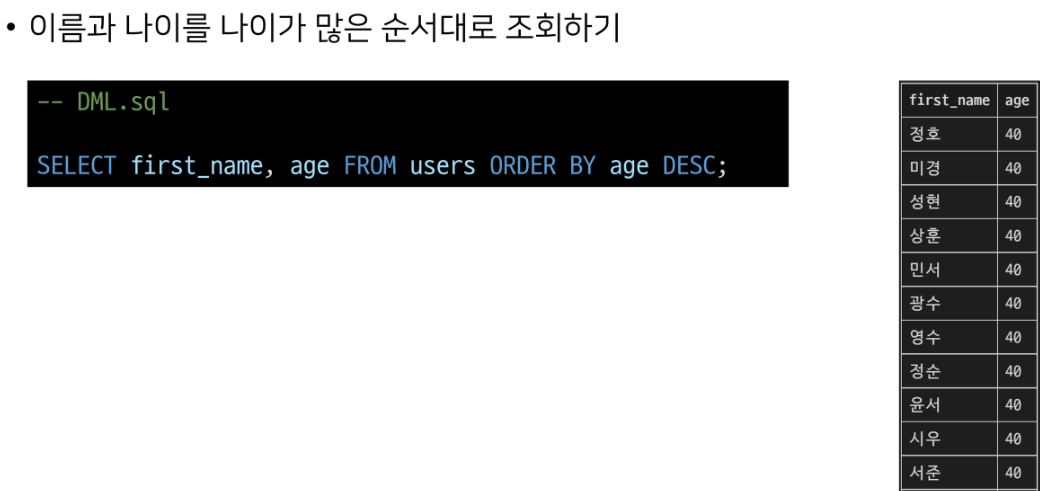 • 이름과 나이를 나이가 많은 순서대로 조회하기
-- DML.sql
SELECT first_name, age FROM users ORDER BY age DESC;
first_name age
정호 40
미경 40
성현 40
상훈 40
민서 40
광수 40
영수 40
정순 40
윤서 40
시우 40
서준 40